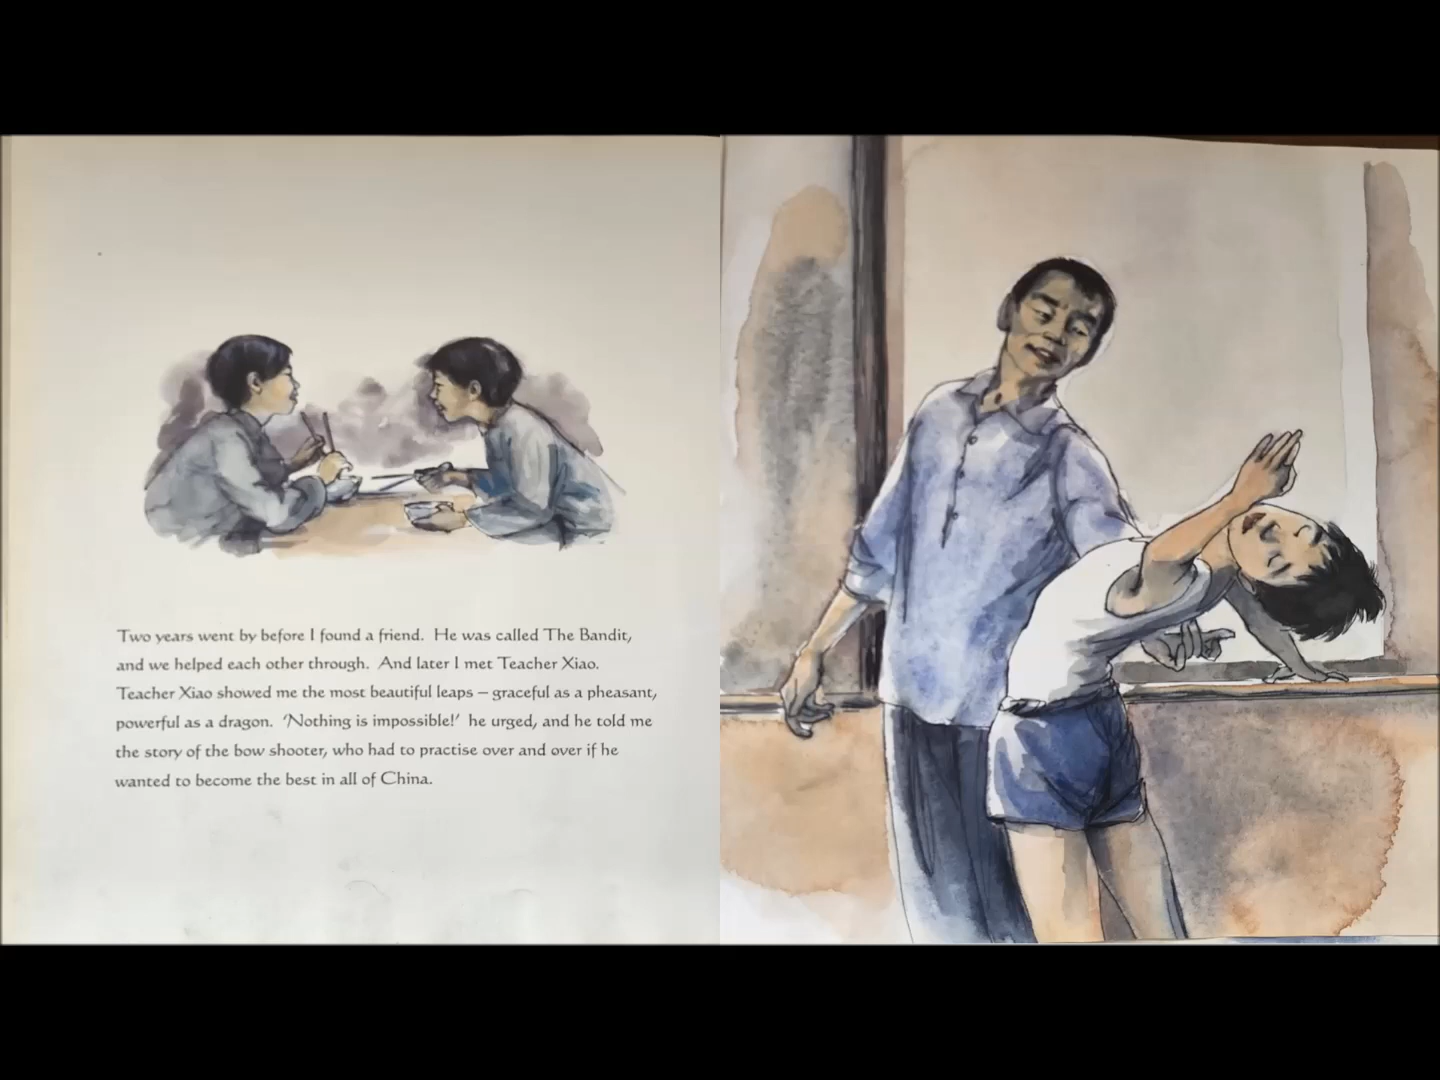 Two years went by before I found a friend. He was called The Bandit,
and we helped each other through. And later I met Teacher Xiao.
Teacher Xiao showed me the most beautiful leaps – graceful as a pheasant,
powerful as a dragon. 'Nothing is impossible!' he urged, and he told me
the story of the bow shooter, who had to practise over and over if he
wanted to become the best in all of China.